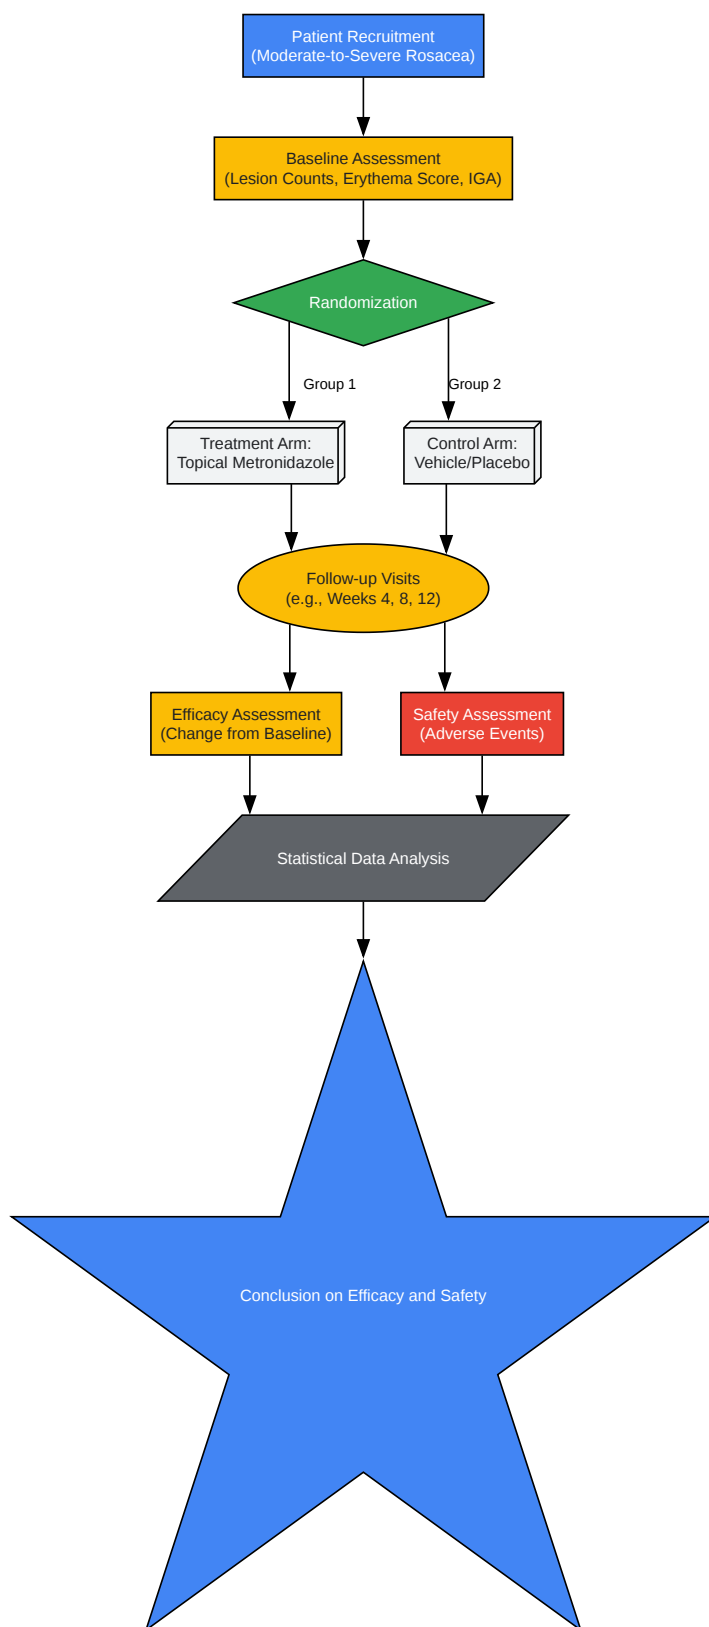 Patient Recruitment
(Moderate-to-Severe Rosacea)
Baseline Assessment
(Lesion Counts, Erythema Score, IGA)
Randomization
Group 1
Group 2
Treatment Arm:
Topical Metronidazole
Control Arm:
Vehicle/Placebo
Follow-up Visits
(e.g., Weeks 4, 8, 12)
Efficacy Assessment
(Change from Baseline)
Safety Assessment
(Adverse Events)
Statistical Data Analysis
Conclusion on Efficacy and Safety